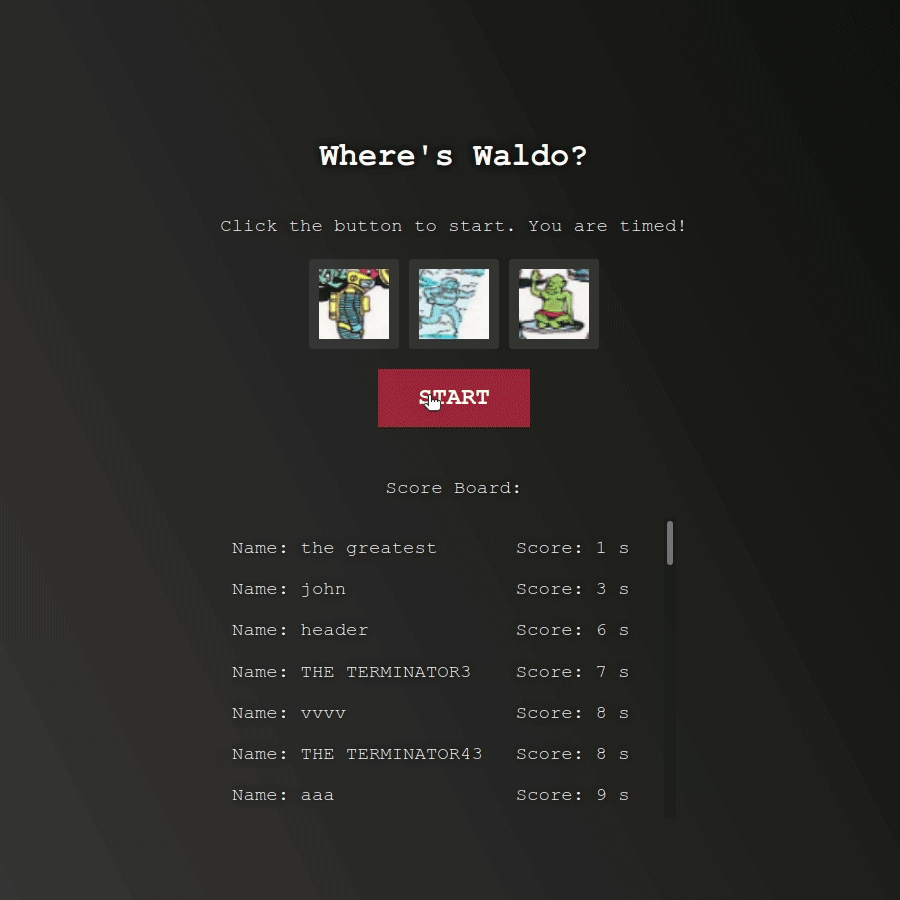 Where's Waldo?
Click the button to start. You are timed!
START
Score Board:
Name: the greatest Score: 1 s
Name: john Score: 3 s
Name: header Score: 6 s
Name: THE TERMINATOR3 Score: 7 s
Name: vvvv Score: 8 s
Name: THE TERMINATOR43 Score: 8 s
Name: aaa Score: 9 s